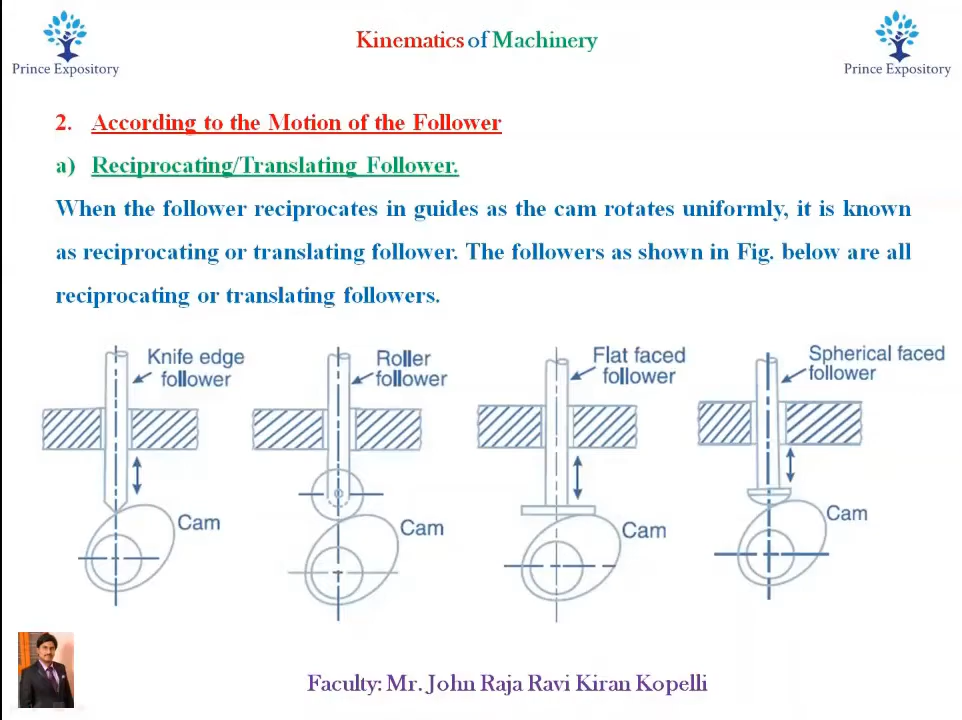 Kinematics of Machinery
Prince Expository
Prince Expository
2. According to the Motion of the Follower
a) Reciprocating/Translating Follower.
When the follower reciprocates in guides as the cam rotates uniformly, it is known
as reciprocating or translating follower. The followers as shown in Fig. below are all
reciprocating or translating followers.
Knife edge
follower
Cam
Roller
follower
Cam
Flat faced
follower
Cam
Spherical faced
follower
Cam
Faculty: Mr. John Raja Ravi Kiran Kopelli